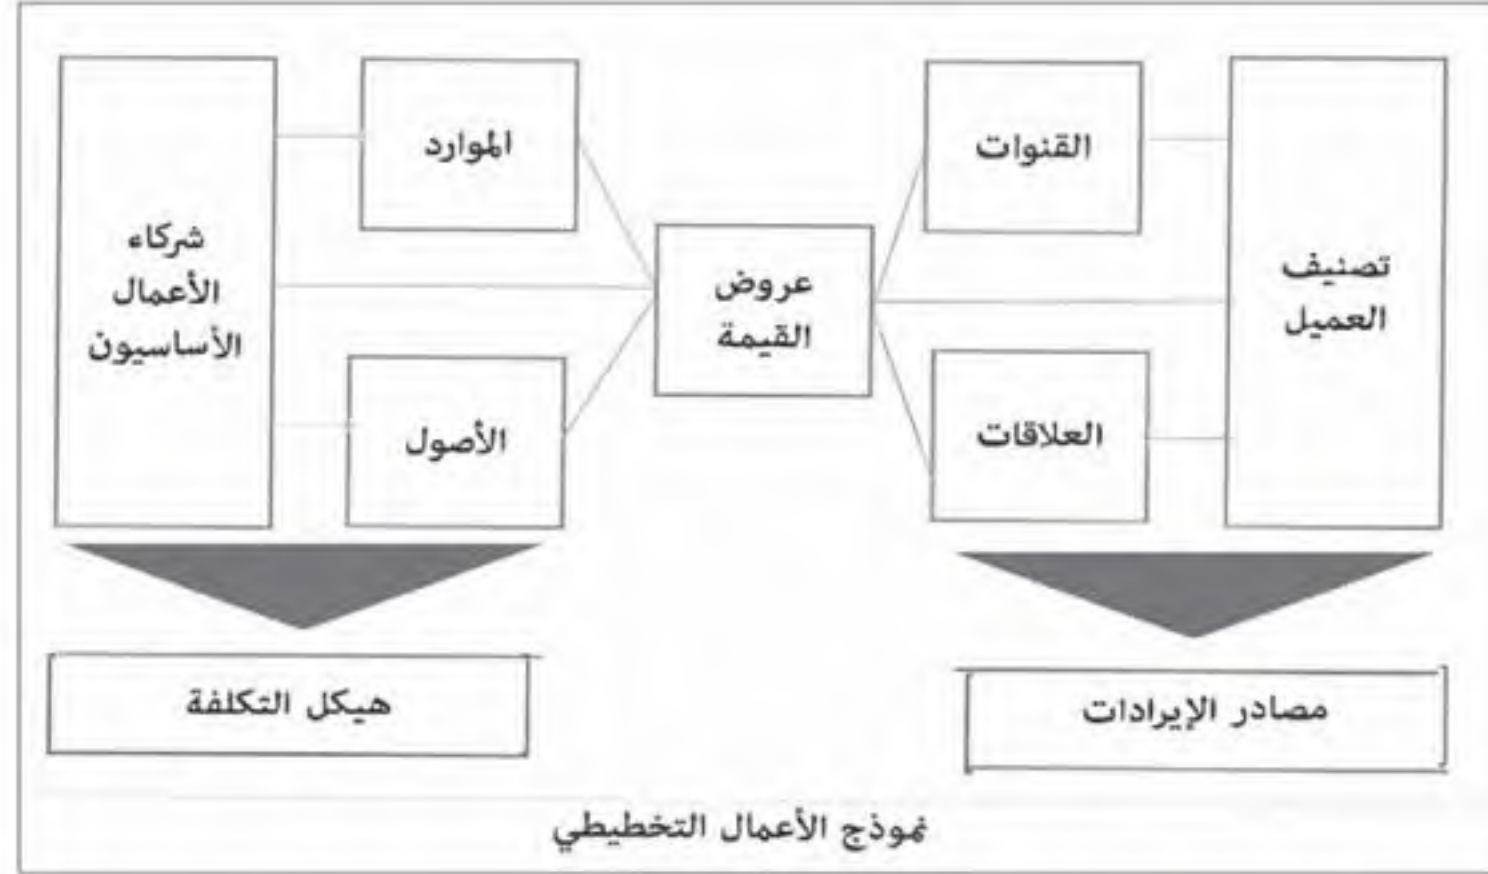 القنوات
الموارد
تصنيف
العميل
عروض
القيمة
شركاء
الأعمال
الأساسيون
العلاقات
الأصول
مصادر الإيرادات
هيكل التكلفة
نموذج الأعمال التخطيطي